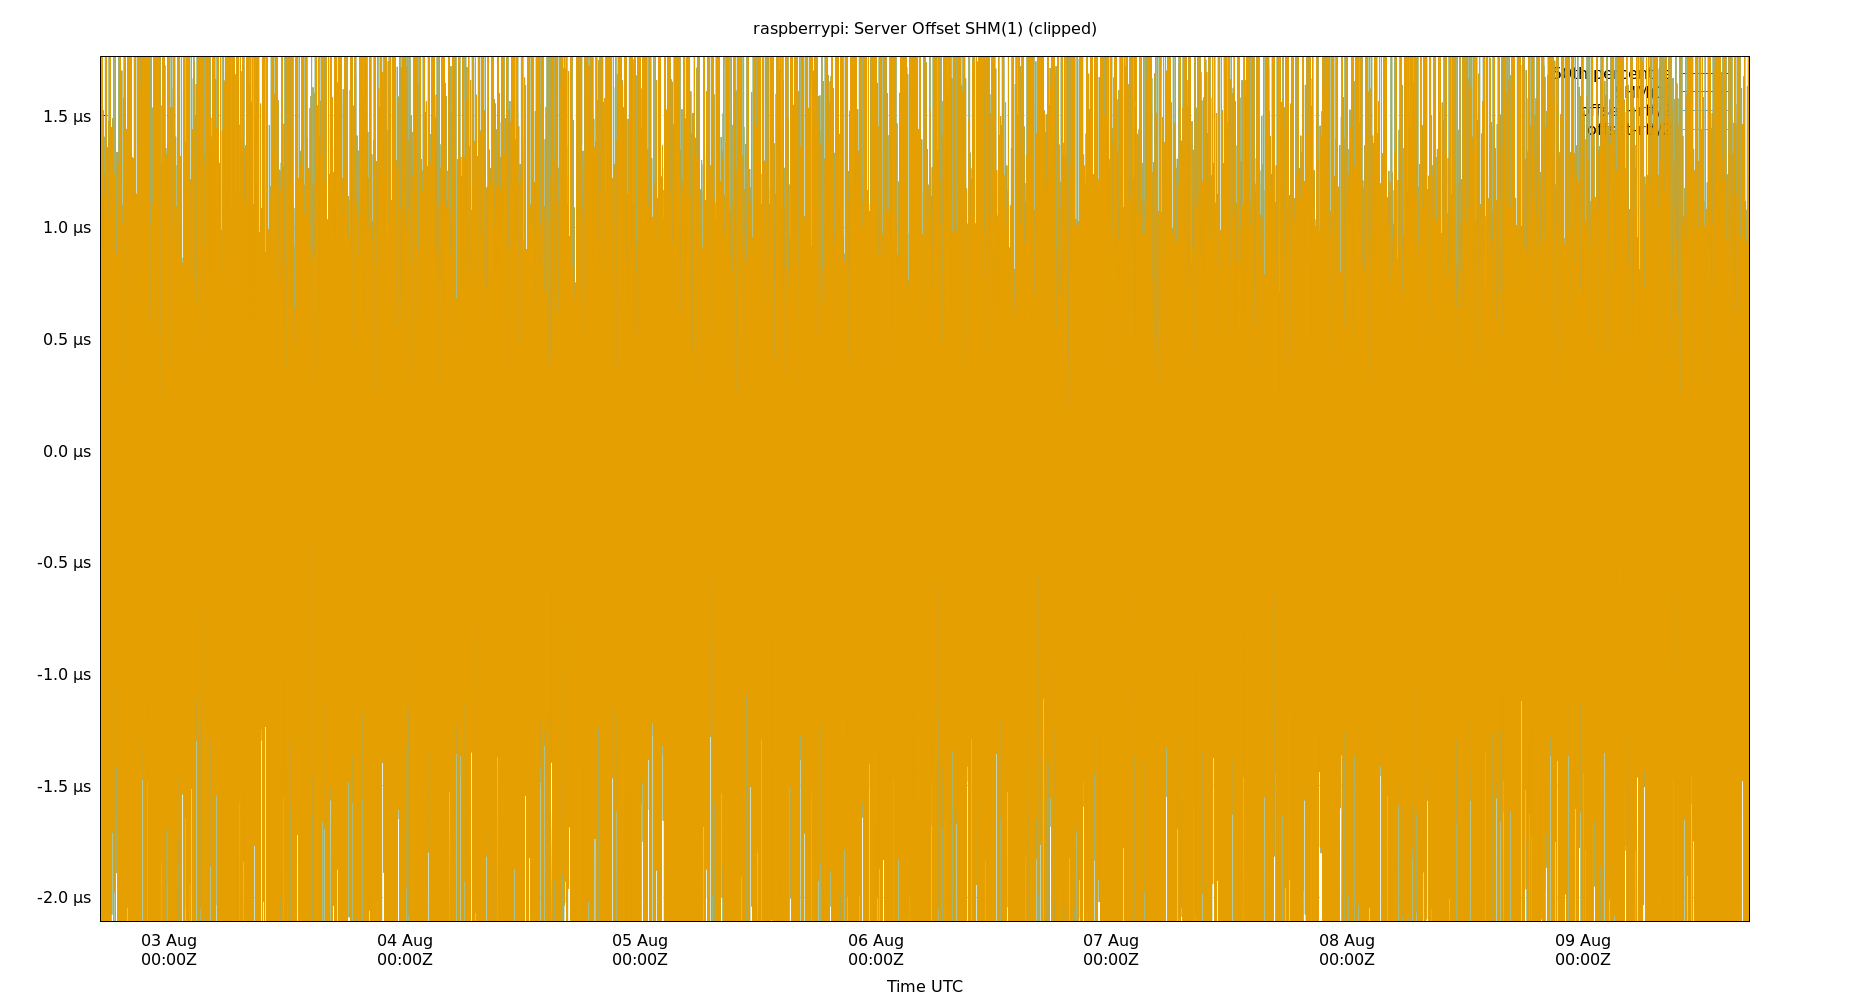 raspberrypi: Server Offset SHM(1) (clipped)
50th percentile
1.5 µs
1.0 µs
0.5 µs
0.0 µs
-0.5 µs
-1.0 µs
-1.5 µs
-2.0 µs
03 Aug 04 Aug 05 Aug 06 Aug 07 Aug 08 Aug 09 Aug
00:00Z 00:00Z 00:00Z 00:00Z 00:00Z 00:00Z 00:00Z
Time UTC